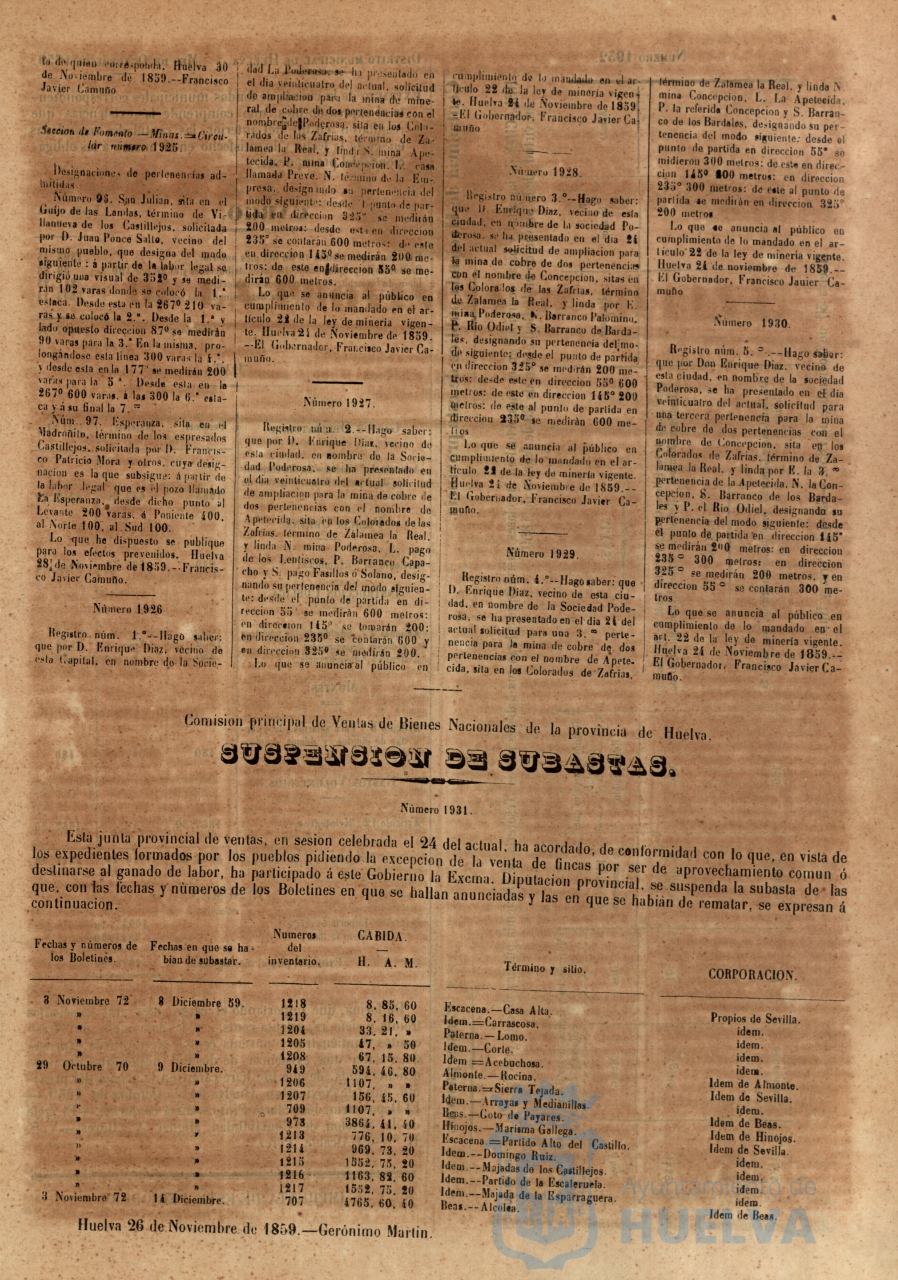 to de quien corresponda. Huelva 30
de Noviembre de 1859.--Francisco
Javier Camuño
Seccion de Fomento—Minas.=Circu-
lar número 1925.
Designaciones de pertenencias ad-
mitidas
Número 96. San Julian, sita en el
Guijo de las Landas, término de Vi-
llanueva de los Castillejos, solicitada
por D. Juan Ponce Salto, vecino del
mismo pueblo, que designa del modo
siguiente: á partir de la labor legal se
dirigió una visual de 352° y se medi-
rán 102 varas donde se colocó la 1.ª
estaca. Desde esta en la 267° 210 va-
ras y se colocó la 2.ª. Desde la 1.ª y
lado opuesto direccion 87° se medirán
90 varas para la 3.ª En la misma, pro-
longándose esta línea 300 varas la 4.ª,
y desde esta en la 177° se medirán 200
varas para la 5.ª. Desde esta en la
267° 600 varas, á las 300 la 6.ª esta-
ca y á su final la 7.ª
Núm. 97. Esperanza, sita en el
Madroñito, término de los espresados
Castillejos, solicitada por D. Francis-
co Patricio Mora y otros, cuya desig-
nacion es la que subsigue: á partir de
la labor legal que es el pozo llamado
La Esperanza, desde dicho punto al
Levante 200 varas, á Poniente 400,
al Norte 100, al Sud 100.
Lo que he dispuesto se publique
para los efectos prevenidos. Huelva
28 de Noviembre de 1859.—Francis-
co Javier Camuño.
Número 1926
Registro núm. 1.º--Hago saber:
que por D. Enrique Diaz, vecino de
esta Capital, en nombre de la Socie-
dad La Poderosa, se ha presentado en
el dia veinticuatro del actual, solicitud
de ampliacion para la mina de mine-
ral de cobre de dos pertenencias con el
nombre de Poderosa, sita en los Colo-
rados de las Zafrias, término de Za-
lamea la Real, y linda S. mina Ape-
tecida, P. mina Concepcion, L. casa
llamada Preve. N. término de la Em-
presa, designando su pertenencia del
modo siguiente: desde l punto de par-
tida en direccion 325° se medirán
200 metros: desde este en direccion
235° se contarán 600 metros: de este
en direccion 145° se medirán 200 me-
tros: de este en direccion 55° se me-
dirán 600 metros.
Lo que se anuncia al público en
cumplimiento de lo mandado en el ar-
tículo 22 de la ley de minería vigen-
te. Huelva 24 de Noviembre de 1859.
--El Gobernador, Francisco Javier Ca-
muño.
Número 1927.
Registro núm. 2.--Hago saber:
que por D. Enrique Diaz, vecino de
esta ciudad, en nombre de la Socie-
dad Poderosa, se ha presentado en
el dia veinticuatro del actual solicitud
de ampliacion para la mina de cobre de
dos pertenencias con el nombre de
Apetecida, sita en los Colorados de las
Zafrias, término de Zalamea la Real,
y linda N. mina Poderosa, L. pago
de los Lentiscos, P. Barranco Capa-
cho y S. pago Fasillos ó Solano, desig-
nando su pertenencia del modo siguien-
te: desde el punto de partida en di-
reccion 55° se medirán 600 metros:
en direccion 145° se tomarán 200:
en direccion 235° se contarán 600 y
en direccion 325° se medirán 200.
Lo que se anuncia al público en
cumplimiento de lo mandado en el ar-
tículo 22 de la ley de minería vigen-
te. Huelva 24 de Noviembre de 1859
--El Gobernador, Francisco Javier Ca-
muño
Número 1928.
Registro número 3.º--Hago saber:
que D. Enrique Diaz, vecino de esta
ciudad, en nombre de la sociedad Po-
derosa, se ha presentado en el dia 24
del actual solicitud de ampliacion para
la mina de cobre de dos pertenencias
con el nombre de Concepcion, sitas en
los Colorados de las Zafrias, término
de Zalamea la Real, y linda por E.
mina Poderosa, N. Barranco Palomino,
P. Rio Odiel y S. Barranco de Barda-
les, designando su pertenencia del mo-
do siguiente: desde el punto de partida
en direccion 325° se medirán 200 me-
tros: desde este en direccion 55° 600
metros: de este en direccion 145° 200
metros: de este al punto de partida en
direccion 235° se medirán 600 me-
tros
Lo que se anuncia al público en
cumplimiento de lo mandado en el ar-
tículo 22 de la ley de minería vigente.
Huelva 24 de Noviembre de 1859.--
El Gobernador, Francisco Javier Ca-
muño.
Número 1929.
Registro núm. 4.º--Hago saber: que
D. Enrique Diaz, vecino de esta ciu-
dad, en nombre de la Sociedad Pode-
rosa, se ha presentado en el dia 24 del
actual solicitud para una 3.ª perte-
nencia para la mina de cobre de dos
pertenencias con el nombre de Apete-
cida, sita en los Colorados de Zafrias,
término de Zalamea la Real, y linda N
mina Concepcion, L. La Apetecida,
P. la referida Concepcion y S. Barran-
co de los Bardales, designando su per-
tenencia del modo siguiente: desde el
punto de partida en direccion 55° se
midieron 300 metros: de este en direc-
cion 145° 200 metros: en direccion
235° 300 metros: de este al punto de
partida se medirán en direccion 325°
200 metros
Lo que se anuncia al público en
cumplimiento de lo mandado en el ar-
tículo 22 de la ley de mineria vigente.
Huelva 24 de noviembre de 1859.--
El Gobernador, Francisco Javier Ca-
muño
Número 1930.
Registro núm. 5.º--Hago saber:
que por Don Enrique Diaz, vecino de
esta ciudad, en nombre de la sociedad
Poderosa, se ha presentado en el dia
veinticuatro del actual, solicitud para
una tercera pertenencia para la mina
de cobre de dos pertenencias con el
nombre de Concepcion, sita en los
Colorados de Zafrias, término de Za-
lamea la Real, y linda por E. la 3.ª
pertenencia de la Apetecida, N. la Con-
cepcion, S. Barranco de los Barda-
les y P. el Rio Odiel, designando su
pertenencia del modo siguiente: desde
el punto de partida en direccion 145°
se medirán 200 metros: en direccion
235° 300 metros: en direccion
325° se medirán 200 metros, y en
direccion 55° se contarán 300 me-
tros
Lo que se anuncia al público en
cumplimiento de lo mandado en el
art. 22 de la ley de minería vigente.
Huelva 24 de Noviembre de 1859.--
El Gobernador, Francisco Javier Ca-
muño.
Comision principal de Ventas de Bienes Nacionales de la provincia de Huelva.
SUSPENSION DE SUBASTAS.
Número 1931.
Esta junta provincial de ventas, en sesion celebrada el 24 del actual, ha acordado, de conformidad con lo que, en vista de
los expedientes formados por los pueblos pidiendo la excepcion de la venta de fincas por ser de aprovechamiento comun ó
destinarse al ganado de labor, ha participado á este Gobierno la Excma. Diputacion provincial, se suspenda la subasta de las
que, con las fechas y números de los Boletines en que se hallan anunciadas y las en que se habian de rematar, se expresan á
continuacion.
Fechas y números de los Boletines. Fechas en que se habian de subastar. Numeros del inventario. CABIDA. H. A. M. Término y sitio. CORPORACION.
3 Noviembre 72 8 Diciembre 59. 1218 8, 85, 60 Escacena.—Casa Alta. Propios de Sevilla.
» » 1219 8, 16, 60 Idem.=Carrascosa. idem.
» » 1204 33, 21, » Paterna.—Lomo. idem.
» » 1205 47, » 50 Idem.—Corte. idem.
» » 1208 67, 15, 80 Idem=Acebuchosa. idem.
29 Octubre 70 9 Diciembre. 949 594, 46, 80 Almonte.—Rocina. Idem de Almonte.
» » 1206 1107, » » Paterna.=Sierra Tejada. Idem de Sevilla.
» » 1207 156, 45, 60 Idem.—Arrayas y Medianillas. idem.
» » 709 1107, » » Beas.—Coto de Payares. Idem de Beas.
» » 978 3864, 41, 40 Hinojos.—Marisma Gallega. Idem de Hinojos.
» » 1213 776, 10, 70 Escacena=Partido Alto del Castillo. Idem de Sevilla.
» » 1214 969, 73, 20 Idem.--Domingo Ruiz. idem.
» » 1215 1552, 75, 20 Idem.--Majadas de los Castillejos. idem.
» » 1216 1163, 82, 60 Idem.--Partido de la Escaleruela. idem.
» » 1217 1552, 75, 20 Idem.--Majada de la Esparraguera. idem.
3 Noviembre 72 14 Diciembre. 707 4765, 60, 40 Beas.--Alcolea. Idem de Beas.
Huelva 26 de Noviembre de 1859.—Gerónimo Martin.
Ayuntamiento de
HUELVA